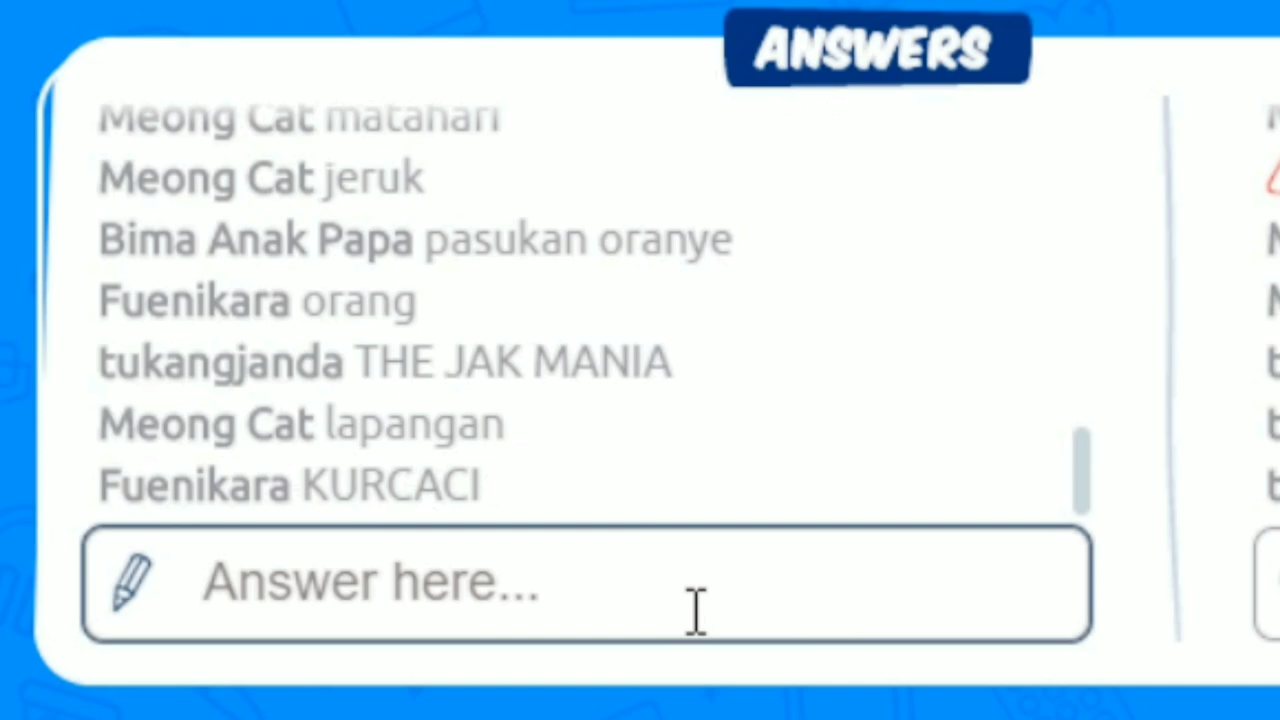 ANSWERS
Meong Cat matahari
Meong Cat jeruk
Bima Anak Papa pasukan oranye
Fuenikara orang
tukangjanda THE JAK MANIA
Meong Cat lapangan
Fuenikara KURCACI
Answer here...